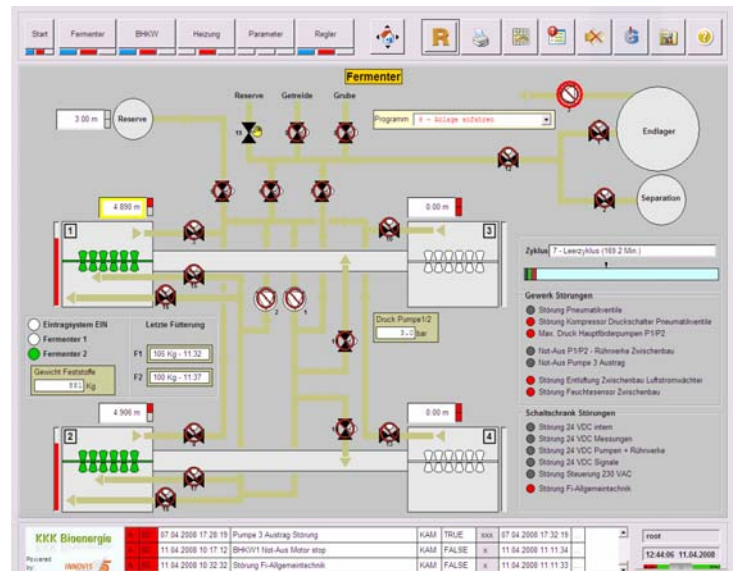 Start Fermenter BHKW Heizung Parameter Regler
R
Fermenter
Reserve Getreide Grube
3.00 m Reserve
Programm 6 - Anlage anfahren
Endlager
Separation
4.890 m 0.00 m
1
3
Zyklus 7 - Leerzyklus (169.2 Min.)
Gewerk Störungen
Störung Pneumatikventile
Störung Kompressor Druckschalter Pneumatikventile
Max. Druck Hauptförderpumpen P1/P2
Not-Aus P1/P2 - Rührwerke Zwischenbau
Not-Aus Pumpe 3 Austrag
Störung Entlüftung Zwischenbau Luftstromwächter
Störung Feuchtesensor Zwischenbau
Eintragsystem EIN
Fermenter 1
Fermenter 2
Gewicht Feststoffe
881 Kg
Letzte Fütterung
F1 105 Kg - 11:32
F2 100 Kg - 11:37
Druck Pumpe1/2
3.0 bar
4.906 m 0.00 m
2
4
Schaltschrank Störungen
Störung 24 VDC intern
Störung 24 VDC Messungen
Störung 24 VDC Pumpen + Rührwerke
Störung 24 VDC Signale
Störung Steuerung 230 VAC
Störung Fi-Allgemeintechnik
KKK Bioenergie
Powered
by: INNOVIS
07.04.2008 17:28:19 Pumpe 3 Austrag Störung KAM TRUE xxx 07.04.2008 17:32:19
11.04.2008 10:17:12 BHKW1 Not-Aus Motor stop KAM FALSE x 11.04.2008 11:11:34
11.04.2008 10:32:32 Störung Fi-Allgemeintechnik KAM FALSE x 11.04.2008 11:11:33
root
12:44:06 11.04.2008